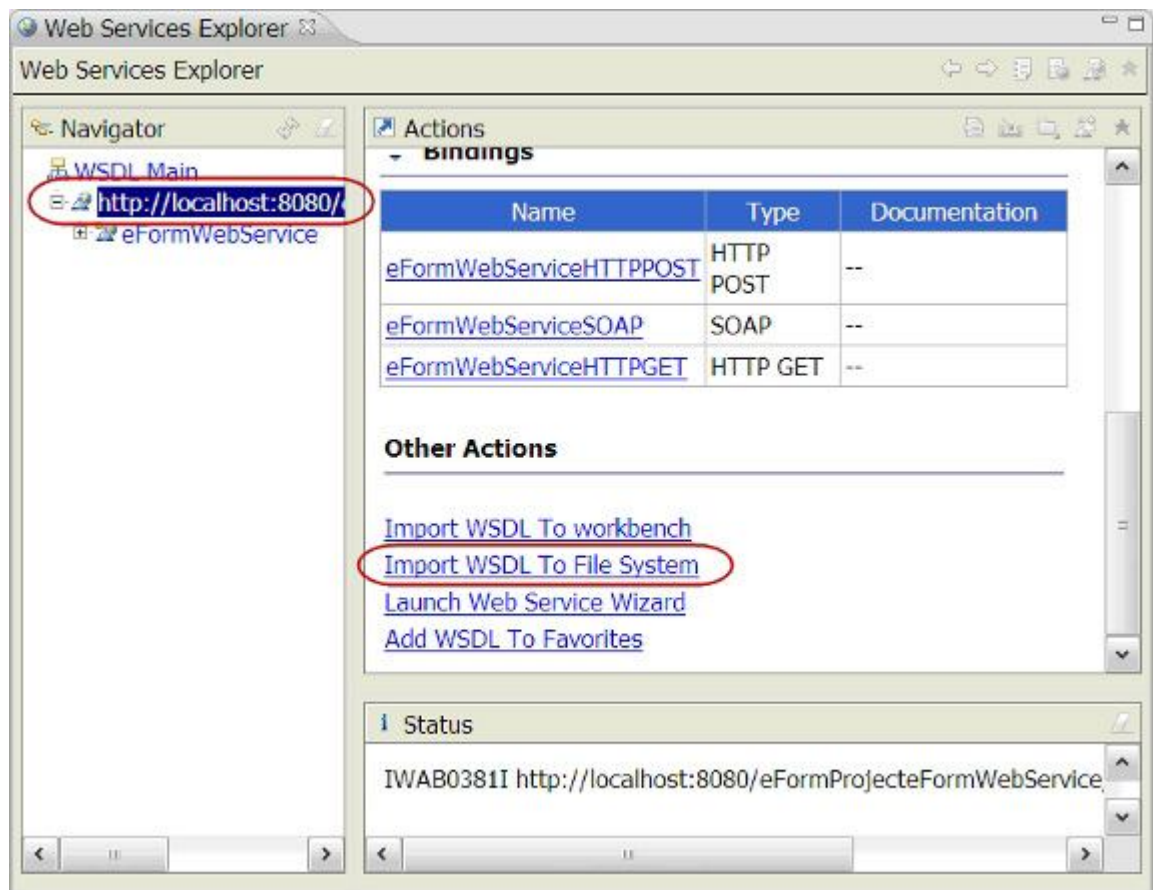 Web Services Explorer
Web Services Explorer
Navigator
WSDL Main
http://localhost:8080/
eFormWebService
Actions
Bindings
Name Type Documentation
eFormWebServiceHTTPPOST HTTP POST --
eFormWebServiceSOAP SOAP --
eFormWebServiceHTTPGET HTTP GET --
Other Actions
Import WSDL To workbench
Import WSDL To File System
Launch Web Service Wizard
Add WSDL To Favorites
i Status
IWAB0381I http://localhost:8080/eFormProjecteFormWebService